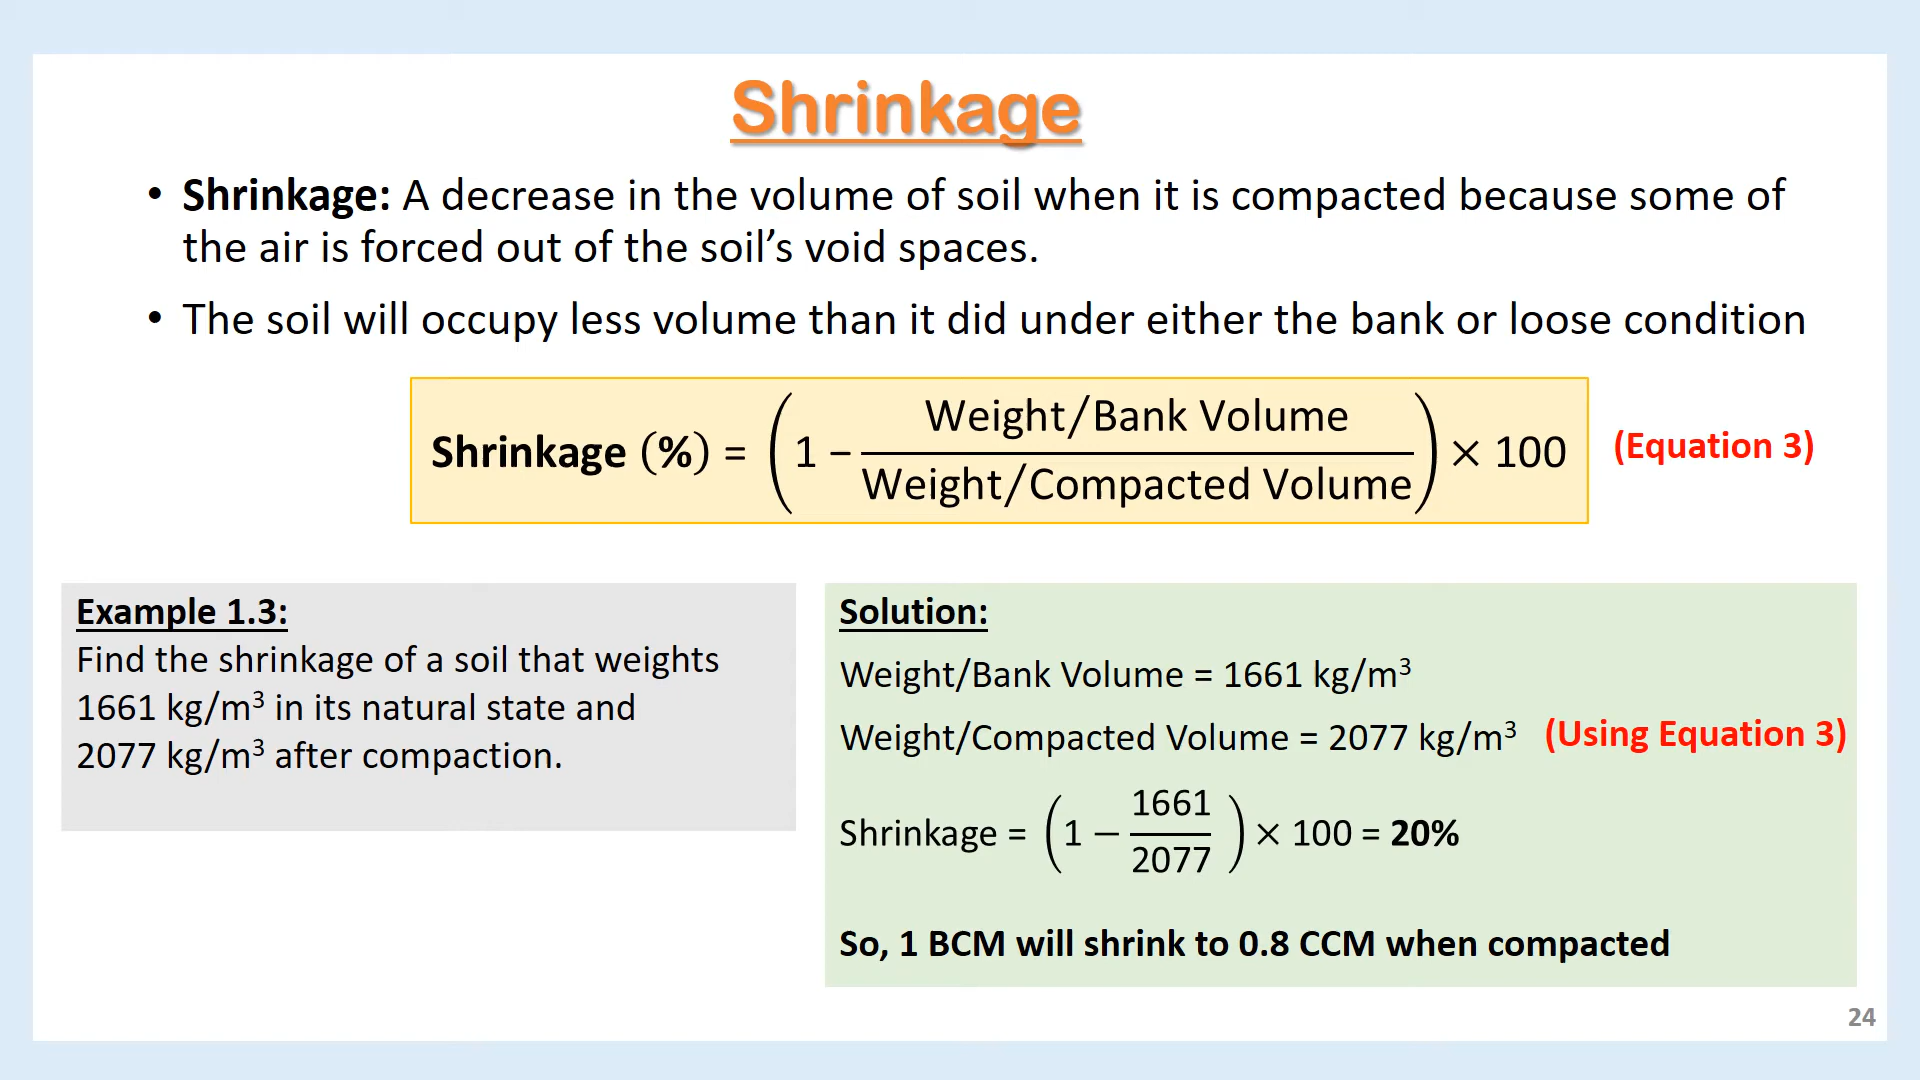 Shrinkage
• Shrinkage: A decrease in the volume of soil when it is compacted because some of
the air is forced out of the soil’s void spaces.
• The soil will occupy less volume than it did under either the bank or loose condition
Shrinkage (%) = (1 − Weight/Bank Volume / Weight/Compacted Volume) × 100 (Equation 3)
Example 1.3:
Find the shrinkage of a soil that weights
1661 kg/m³ in its natural state and
2077 kg/m³ after compaction.
Solution:
Weight/Bank Volume = 1661 kg/m³
Weight/Compacted Volume = 2077 kg/m³ (Using Equation 3)
Shrinkage = (1 − 1661 / 2077) × 100 = 20%
So, 1 BCM will shrink to 0.8 CCM when compacted
24